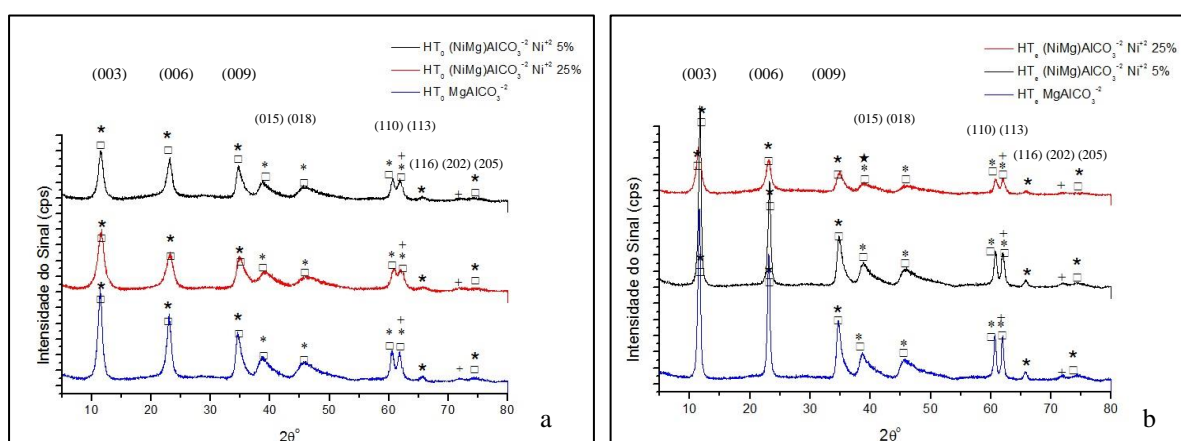 HT₀ (NiMg)AlCO₃⁻² Ni⁺² 5%
HT₀ (NiMg)AlCO₃⁻² Ni⁺² 25%
HT₀ MgAlCO₃⁻²
(003) (006) (009)
(015) (018)
(110) (113)
(116) (202) (205)
Intensidade do Sinal (cps)
10 20 30 40 50 60 70 80
2θ°
a
HTₑ (NiMg)AlCO₃⁻² Ni⁺² 25%
HTₑ (NiMg)AlCO₃⁻² Ni⁺² 5%
HTₑ MgAlCO₃⁻²
(003) (006) (009)
(015) (018)
(110) (113)
(116) (202) (205)
Intensidade do Sinal (cps)
10 20 30 40 50 60 70 80
2θ°
b